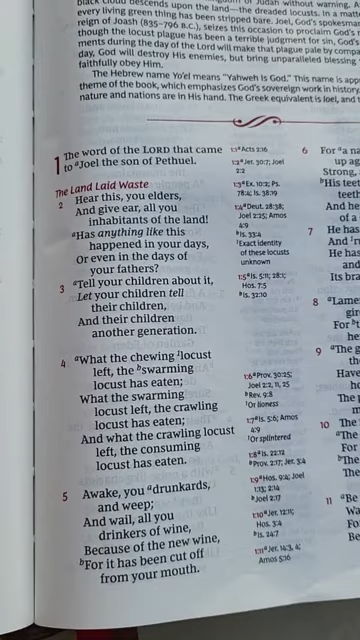 black cloud descends upon the land—the dreaded locusts. In a mat
every living green thing has been stripped bare. Joel, God's spokesma
reign of Joash (835–796 B.C.), seizes this occasion to proclaim God's
though the locust plague has been a terrible judgment for sin, God
ments during the day of the Lord will make that plague pale by compa
day, God will destroy His enemies, but bring unparalleled blessing
faithfully obey Him.
The Hebrew name Yo'el means "Yahweh Is God." This name is app
theme of the book, which emphasizes God's sovereign work in history.
nature and nations are in His hand. The Greek equivalent is Ioel, and t
1 The word of the LORD that came
to aJoel the son of Pethuel.
The Land Laid Waste
2 Hear this, you elders,
And give ear, all you
inhabitants of the land!
aHas anything like this
happened in your days,
Or even in the days of
your fathers?
3 aTell your children about it,
Let your children tell
their children,
And their children
another generation.
4 aWhat the chewing 1locust
left, the bswarming
locust has eaten;
What the swarming
locust left, the crawling
locust has eaten;
And what the crawling locust
left, the consuming
locust has eaten.
5 Awake, you adrunkards,
and weep;
And wail, all you
drinkers of wine,
Because of the new wine,
bFor it has been cut off
from your mouth.
1:1 aActs 2:16
1:2 aJer. 30:7; Joel
2:2
1:3 aEx. 10:2; Ps.
78:4; Is. 38:19
1:4 aDeut. 28:38;
Joel 2:25; Amos
4:9
bIs. 33:4
1Exact identity
of these locusts
unknown
1:5 aIs. 5:11; 28:1;
Hos. 7:5
bIs. 32:10
1:6 aProv. 30:25;
Joel 2:2, 11, 25
bRev. 9:8
1Or lioness
1:7 aIs. 5:6; Amos
4:9
1Or splintered
1:8 aIs. 22:12
bProv. 2:17; Jer. 3:4
1:9 aHos. 9:4; Joel
1:13; 2:14
bJoel 2:17
1:10 aJer. 12:11;
Hos. 3:4
bIs. 24:7
1:11 aJer. 14:3, 4;
Amos 5:16
6 For aa na
up ag
Strong,
bHis teet
teeth
And he
of a
7 He has
And 1r
He has
and
Its bra
8 aLame
gir
For bt
he
9 aThe g
th
Have
ho
The p
m
10 The
aThe
For
bThe
The
11 aBe
Wa
Fo
Be